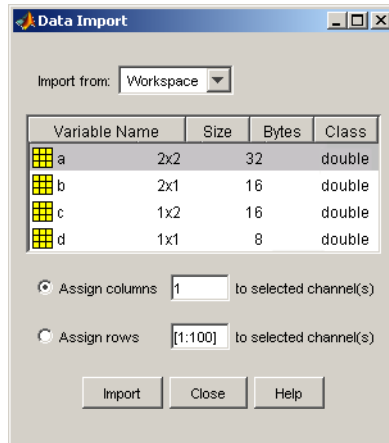 Data Import
Import from: Workspace
Variable Name Size Bytes Class
a 2x2 32 double
b 2x1 16 double
c 1x2 16 double
d 1x1 8 double
Assign columns 1 to selected channel(s)
Assign rows [1:100] to selected channel(s)
Import Close Help